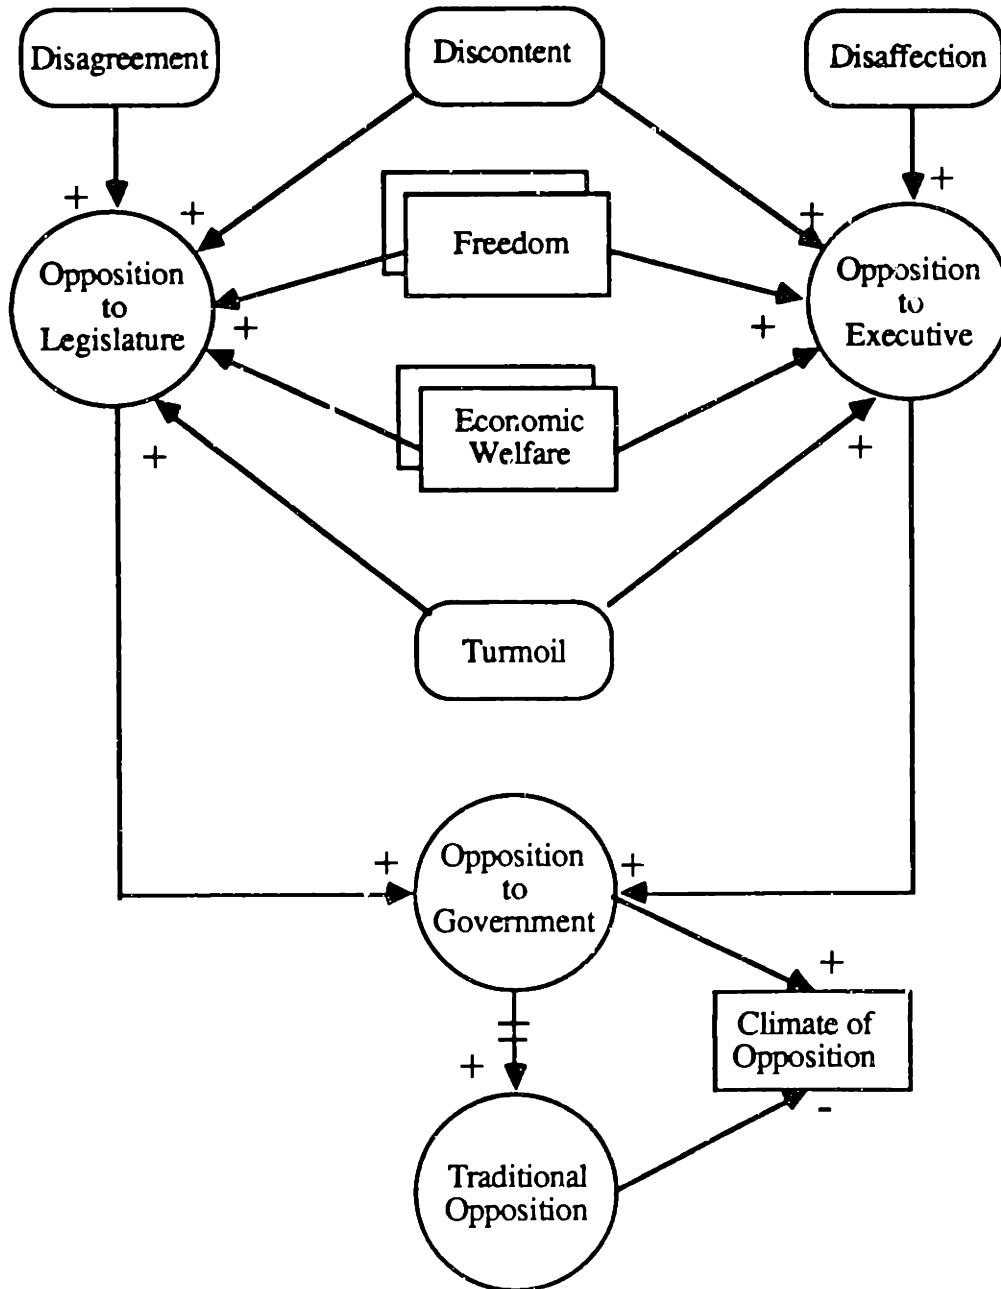 Disagreement
Discontent
Disaffection
+
+
+
+
Freedom
Opposition
to
Legislature
Opposition
to
Executive
+
+
Economic
Welfare
+
+
Turmoil
+
+
Opposition
to
Government
+
Climate of
Opposition
+
-
Traditional
Opposition